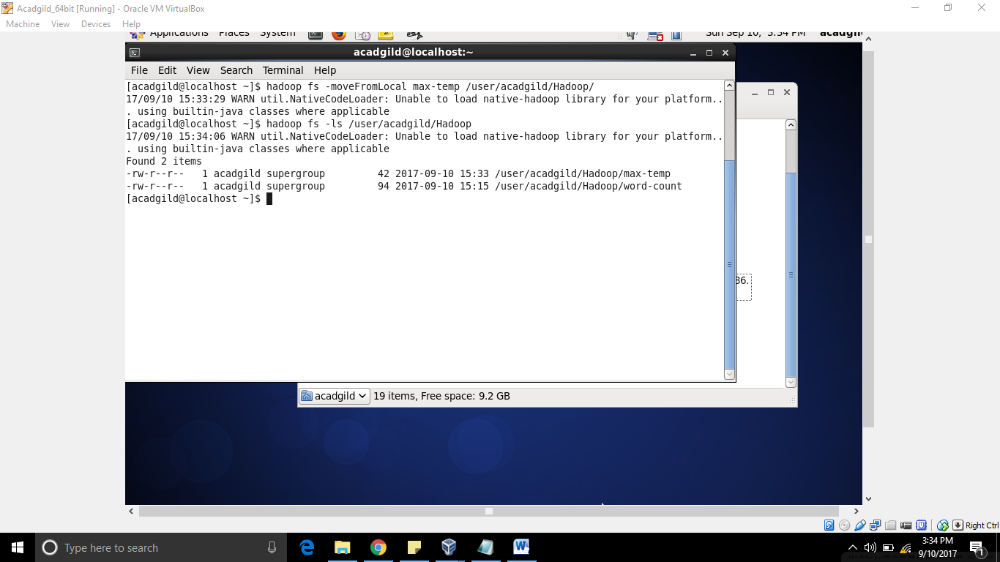 Acadgild_64bit [Running] - Oracle VM VirtualBox
Machine View Devices Help
Applications Places System Sun Sep 10, 3:34 PM
acadgild@localhost:~
File Edit View Search Terminal Help
[acadgild@localhost ~]$ hadoop fs -moveFromLocal max-temp /user/acadgild/Hadoop/
17/09/10 15:33:29 WARN util.NativeCodeLoader: Unable to load native-hadoop library for your platform..
. using builtin-java classes where applicable
[acadgild@localhost ~]$ hadoop fs -ls /user/acadgild/Hadoop
17/09/10 15:34:06 WARN util.NativeCodeLoader: Unable to load native-hadoop library for your platform..
. using builtin-java classes where applicable
Found 2 items
-rw-r--r--   1 acadgild supergroup         42 2017-09-10 15:33 /user/acadgild/Hadoop/max-temp
-rw-r--r--   1 acadgild supergroup         94 2017-09-10 15:15 /user/acadgild/Hadoop/word-count
[acadgild@localhost ~]$
36.
acadgild 19 items, Free space: 9.2 GB
Right Ctrl
Type here to search
3:34 PM
9/10/2017
1